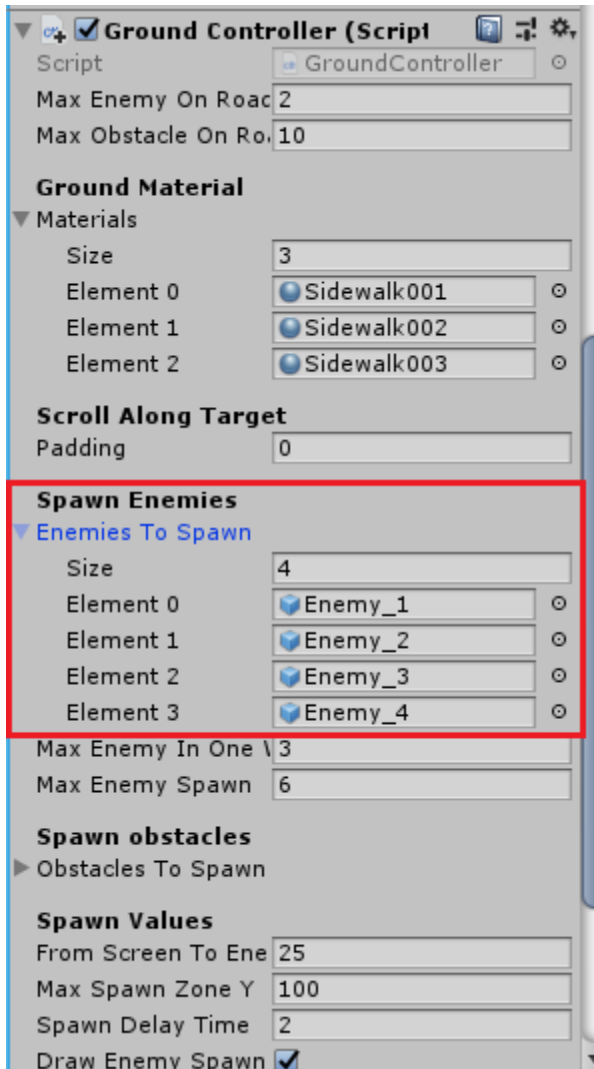 Ground Controller (Script
Script GroundController
Max Enemy On Road 2
Max Obstacle On Ro 10
Ground Material
Materials
Size 3
Element 0 Sidewalk001
Element 1 Sidewalk002
Element 2 Sidewalk003
Scroll Along Target
Padding 0
Spawn Enemies
Enemies To Spawn
Size 4
Element 0 Enemy_1
Element 1 Enemy_2
Element 2 Enemy_3
Element 3 Enemy_4
Max Enemy In One 3
Max Enemy Spawn 6
Spawn obstacles
Obstacles To Spawn
Spawn Values
From Screen To Ene 25
Max Spawn Zone Y 100
Spawn Delay Time 2
Draw Enemy Spawn